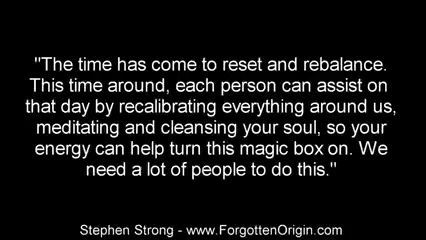 "The time has come to reset and rebalance.
This time around, each person can assist on
that day by recalibrating everything around us,
meditating and cleansing your soul, so your
energy can help turn this magic box on. We
need a lot of people to do this."
Stephen Strong - www.ForgottenOrigin.com